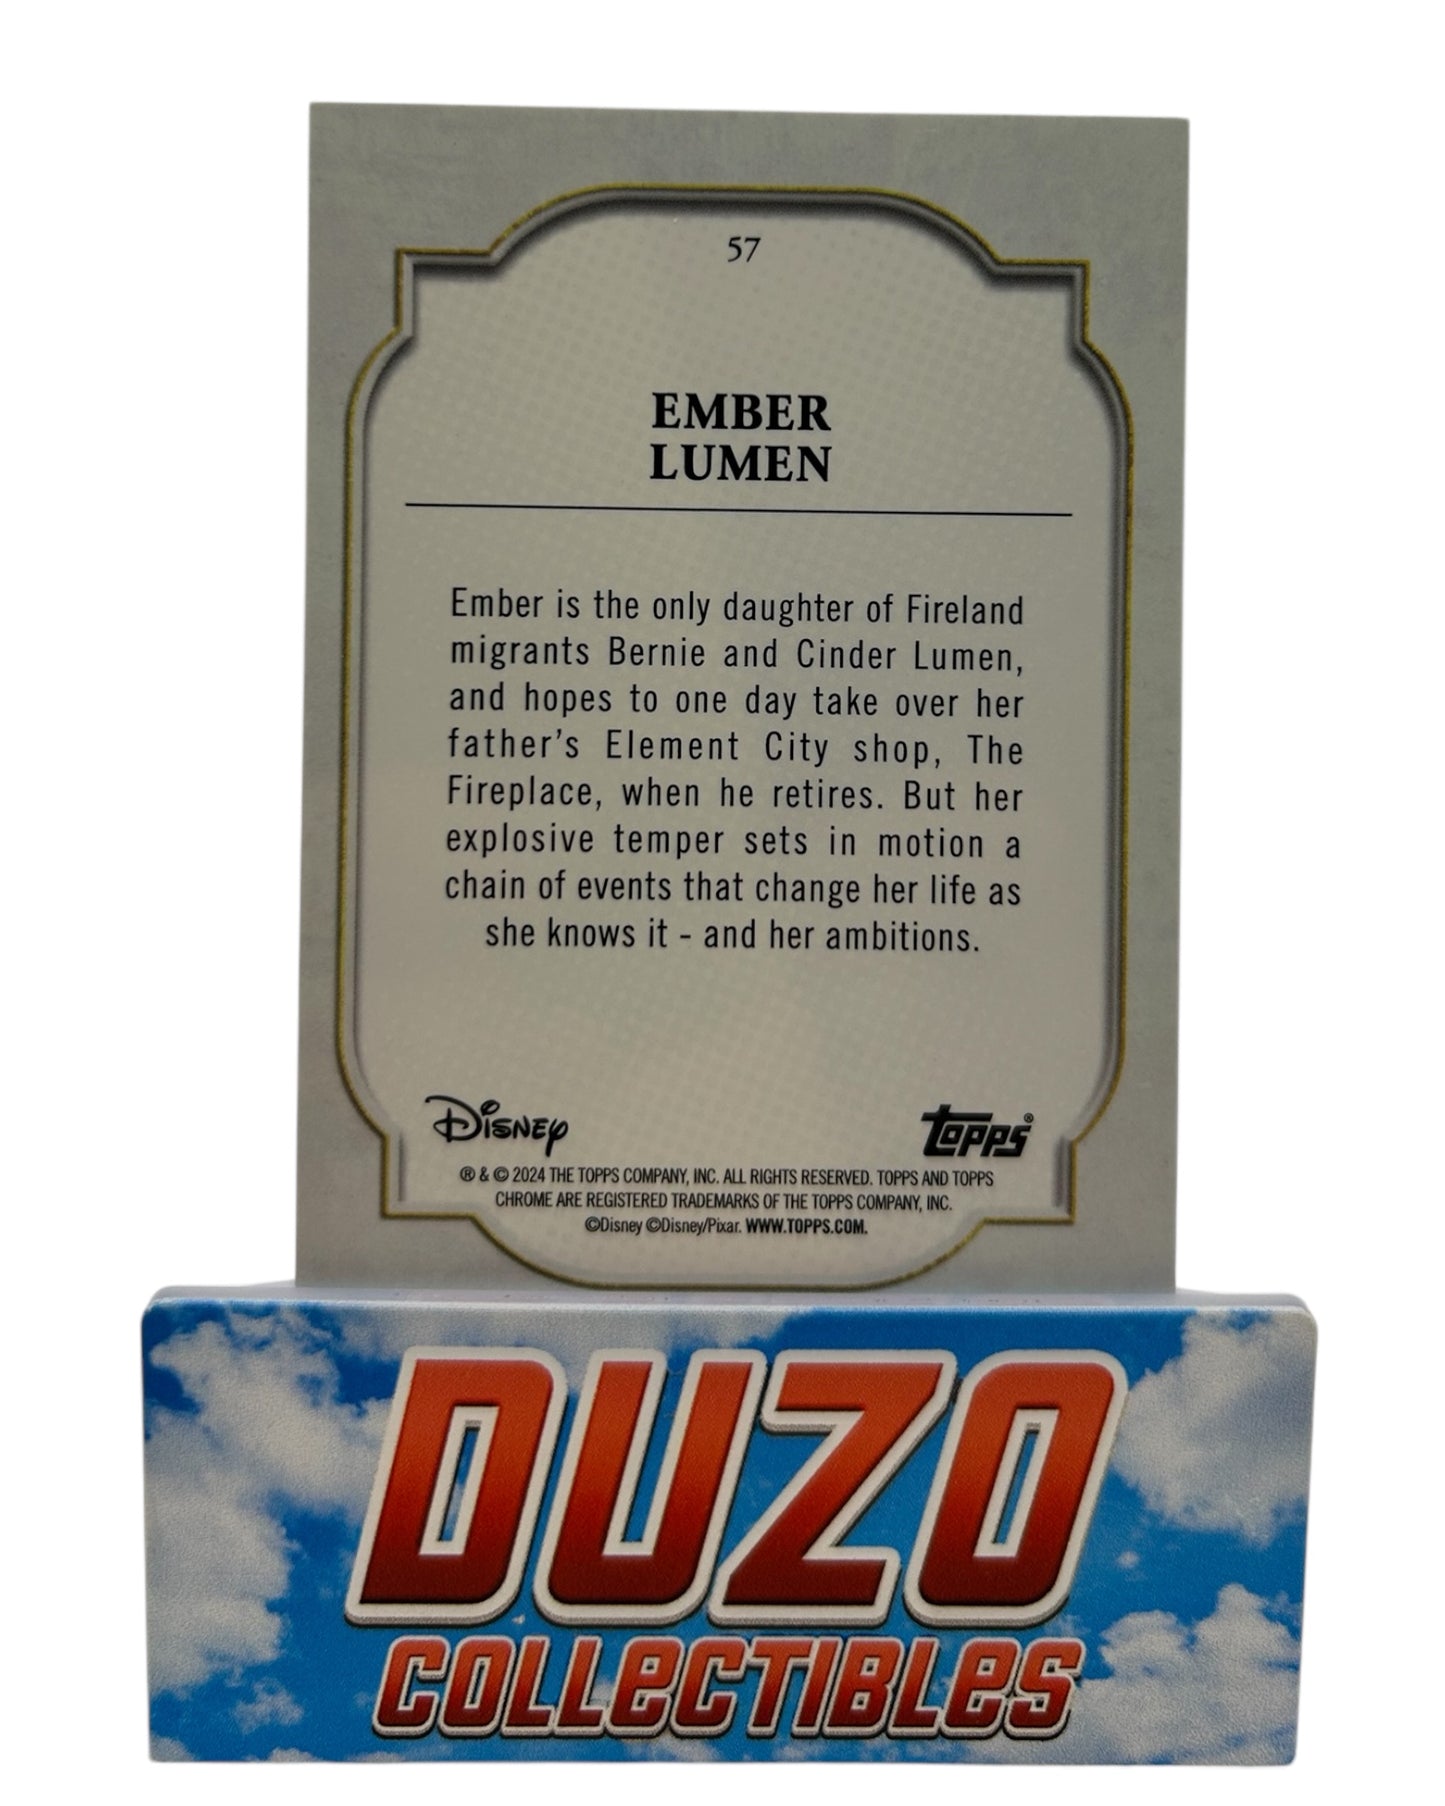 57
EMBER
LUMEN
Ember is the only daughter of Fireland
migrants Bernie and Cinder Lumen,
and hopes to one day take over her
father's Element City shop, The
Fireplace, when he retires. But her
explosive temper sets in motion a
chain of events that change her life as
she knows it - and her ambitions.
Disney
topps®
® & © 2024 THE TOPPS COMPANY, INC. ALL RIGHTS RESERVED. TOPPS AND TOPPS
CHROME ARE REGISTERED TRADEMARKS OF THE TOPPS COMPANY, INC.
©Disney ©Disney/Pixar. WWW.TOPPS.COM.
DUZO
COLLeCTIBLeS